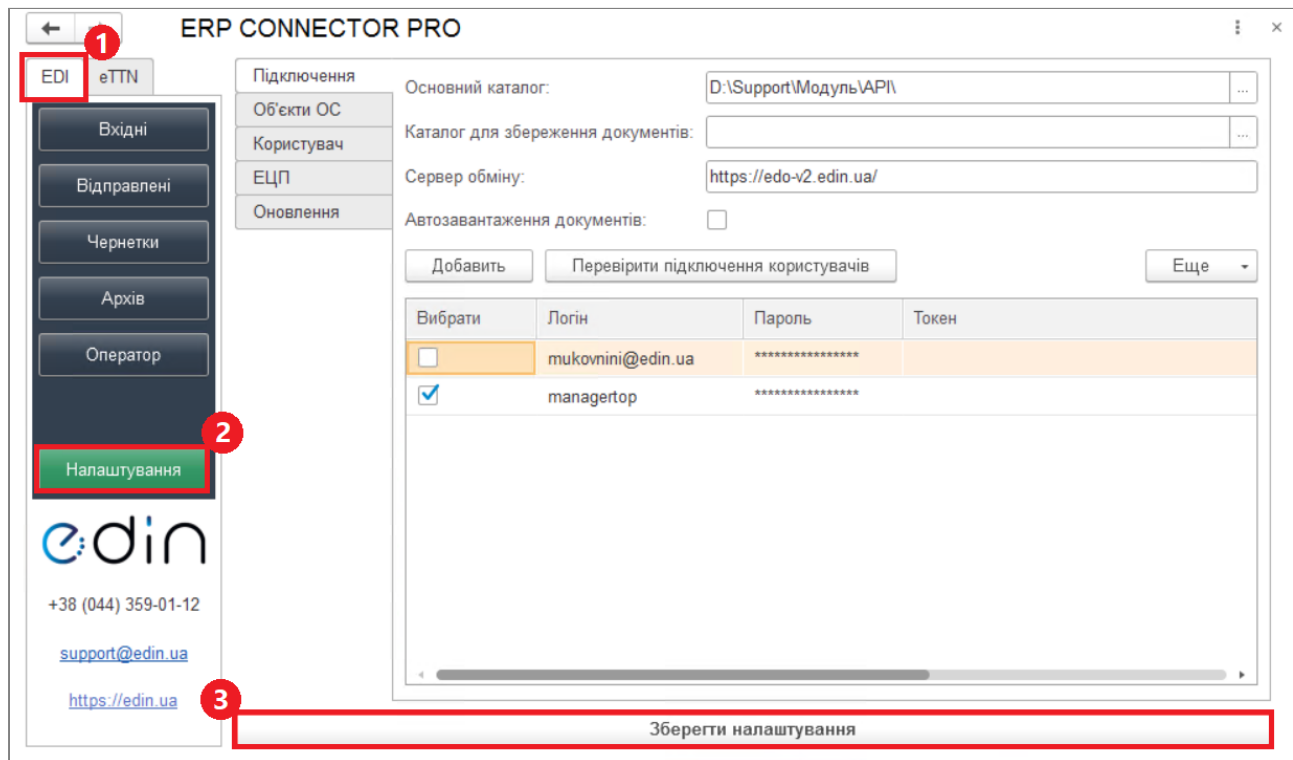 ERP CONNECTOR PRO
1
EDI
eTTN
Вхідні
Відправлені
Чернетки
Архів
Оператор
2
Налаштування
edin
+38 (044) 359-01-12
support@edin.ua
https://edin.ua
Підключення
Об'єкти ОС
Користувач
ЕЦП
Оновлення
Основний каталог: D:\Support\Модуль\API\ ...
Каталог для збереження документів: ...
Сервер обміну: https://edo-v2.edin.ua/
Автозавантаження документів:
Добавить Перевірити підключення користувачів Еще
Вибрати Логін Пароль Токен
mukovnini@edin.ua ****************
managertop ****************
3
Зберегти налаштування